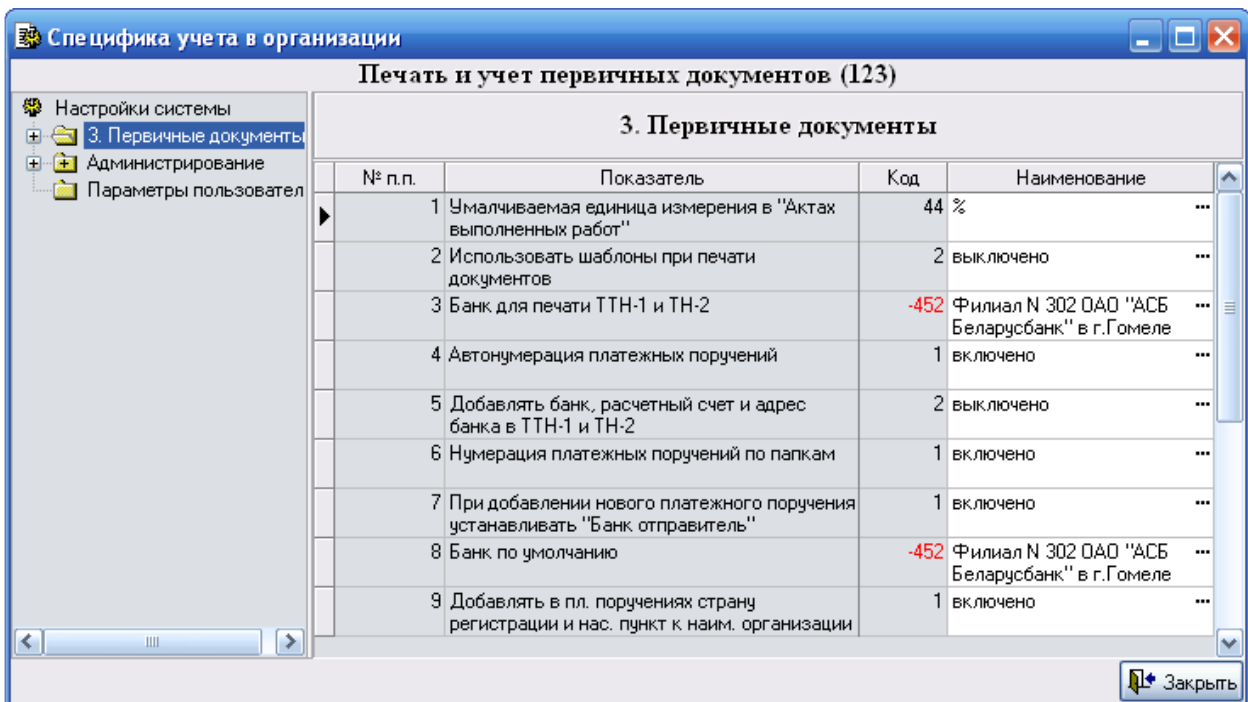 Специфика учета в организации
Печать и учет первичных документов (123)
Настройки системы
3. Первичные документы
Администрирование
Параметры пользовател
3. Первичные документы
№ п.п. Показатель Код Наименование
1 Умалчиваемая единица измерения в "Актах 44 % ...
выполненных работ"
2 Использовать шаблоны при печати 2 выключено ...
документов
3 Банк для печати ТТН-1 и ТН-2 -452 Филиал N 302 ОАО "АСБ ...
Беларусбанк" в г.Гомеле
4 Автонумерация платежных поручений 1 включено ...
5 Добавлять банк, расчетный счет и адрес 2 выключено ...
банка в ТТН-1 и ТН-2
6 Нумерация платежных поручений по папкам 1 включено ...
7 При добавлении нового платежного поручения 1 включено ...
устанавливать "Банк отправитель"
8 Банк по умолчанию -452 Филиал N 302 ОАО "АСБ ...
Беларусбанк" в г.Гомеле
9 Добавлять в пл. поручениях страну 1 включено ...
регистрации и нас. пункт к наим. организации
Закрыть